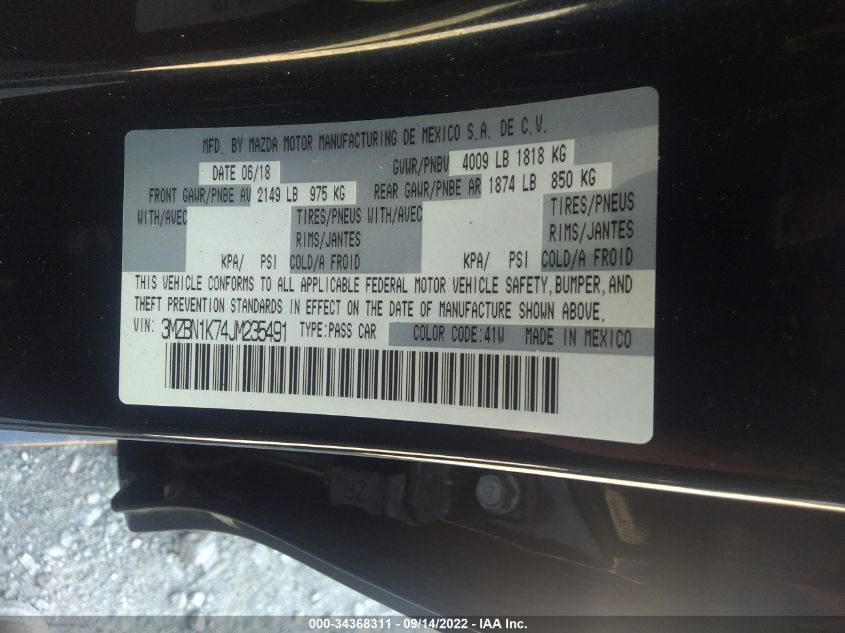 MFD. BY MAZDA MOTOR MANUFACTURING DE MEXICO S.A. DE C.V.
DATE 06/18 GVWR/PNBV 4009 LB 1818 KG
FRONT GAWR/PNBE AV 2149 LB 975 KG REAR GAWR/PNBE AR 1874 LB 850 KG
WITH/AVEC TIRES/PNEUS WITH/AVEC TIRES/PNEUS
RIMS/JANTES RIMS/JANTES
KPA/ PSI COLD/A FROID KPA/ PSI COLD/A FROID
THIS VEHICLE CONFORMS TO ALL APPLICABLE FEDERAL MOTOR VEHICLE SAFETY, BUMPER, AND
THEFT PREVENTION STANDARDS IN EFFECT ON THE DATE OF MANUFACTURE SHOWN ABOVE.
VIN: 3MZBN1K74JM235491 TYPE:PASS CAR COLOR CODE:41W MADE IN MEXICO
ZR
000-34368311 - 09/14/2022 - IAA Inc.